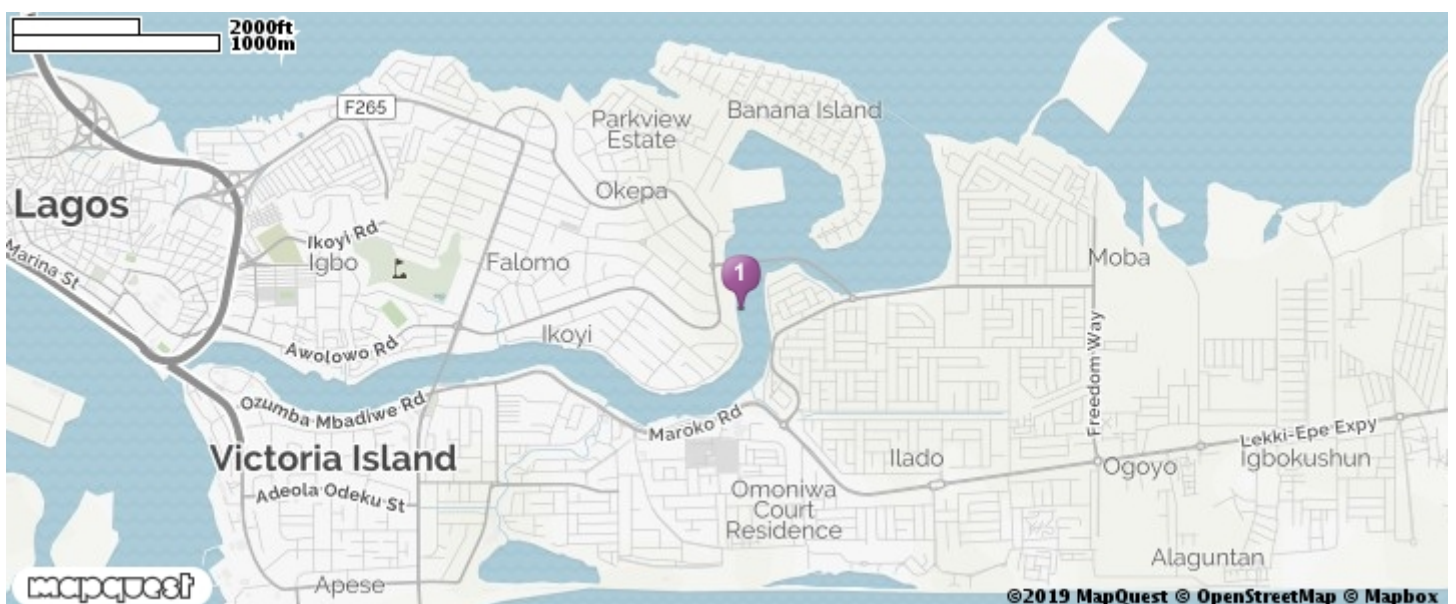 2000ft
1000m
F265
Parkview
Estate
Banana Island
Okepa
Lagos
Ikoyi Rd
Igbo
Falomo
Marina St
Moba
1
Ikoyi
Awolowo Rd
Freedom Way
Ozumba Mbadiwe Rd
Maroko Rd
Lekki-Epe Expy
Victoria Island
Ilado
Ogoyo
Igbokushun
Adeola Odeku St
Omoniwa
Court
Residence
Alaguntan
Apese
mapquest
©2019 MapQuest © OpenStreetMap © Mapbox